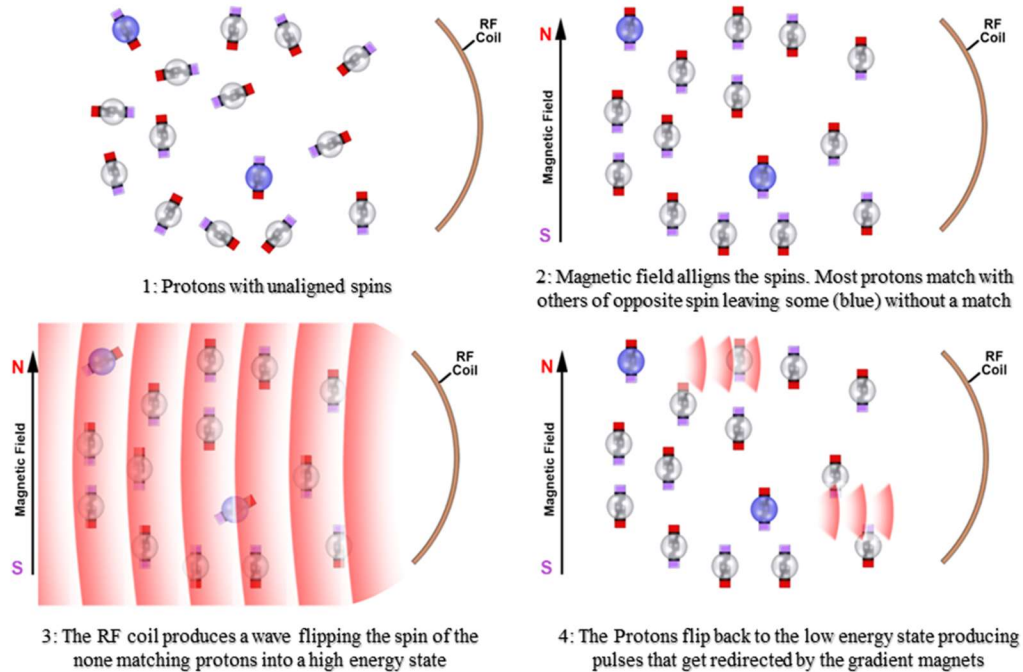 RF
Coil
1: Protons with unaligned spins
N
Magnetic Field
S
RF
Coil
2: Magnetic field alligns the spins. Most protons match with
others of opposite spin leaving some (blue) without a match
N
Magnetic Field
S
RF
Coil
3: The RF coil produces a wave flipping the spin of the
none matching protons into a high energy state
N
Magnetic Field
S
RF
Coil
4: The Protons flip back to the low energy state producing
pulses that get redirected by the gradient magnets